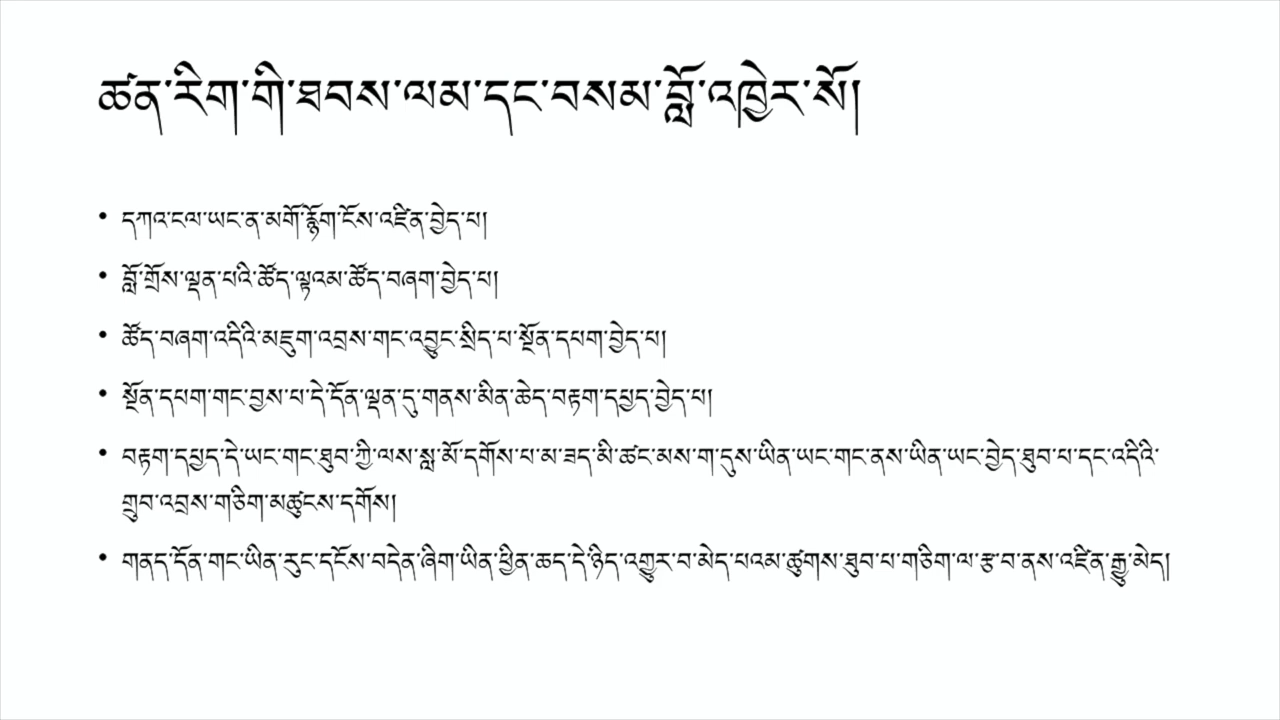 ཚན་རིག་གི་ཐབས་ལམ་དང་བསམ་བློ་འཁྱེར་སོ།
• དཀའ་ངལ་ཡང་ན་མགོ་རྙོག་ངོས་འཛིན་བྱེད་པ།
• བློ་གྲོས་ལྡན་པའི་ཚོད་ལྟའམ་ཚོད་བཞག་བྱེད་པ།
• ཚོད་བཞག་འདིའི་མཇུག་འབྲས་གང་འབྱུང་སྲིད་པ་སྔོན་དཔག་བྱེད་པ།
• སྔོན་དཔག་གང་བྱས་པ་དེ་དོན་ལྡན་དུ་གནས་མིན་ཆེད་བརྟག་དཔྱད་བྱེད་པ།
• བརྟག་དཔྱད་དེ་ཡང་གང་ཐུབ་ཀྱི་ལས་སླ་མོ་དགོས་པ་མ་ཟད་མི་ཚང་མས་ག་དུས་ཡིན་ཡང་གང་ནས་ཡིན་ཡང་བྱེད་ཐུབ་པ་དང་འདིའི་
གྲུབ་འབྲས་གཅིག་མཚུངས་དགོས།
• གནད་དོན་གང་ཡིན་རུང་དངོས་བདེན་ཞིག་ཡིན་ཕྱིན་ཆད་དེ་ཉིད་འགྱུར་བ་མེད་པའམ་ཚུགས་ཐུབ་པ་གཅིག་ལ་རྩ་བ་ནས་འཛིན་རྒྱུ་མེད།